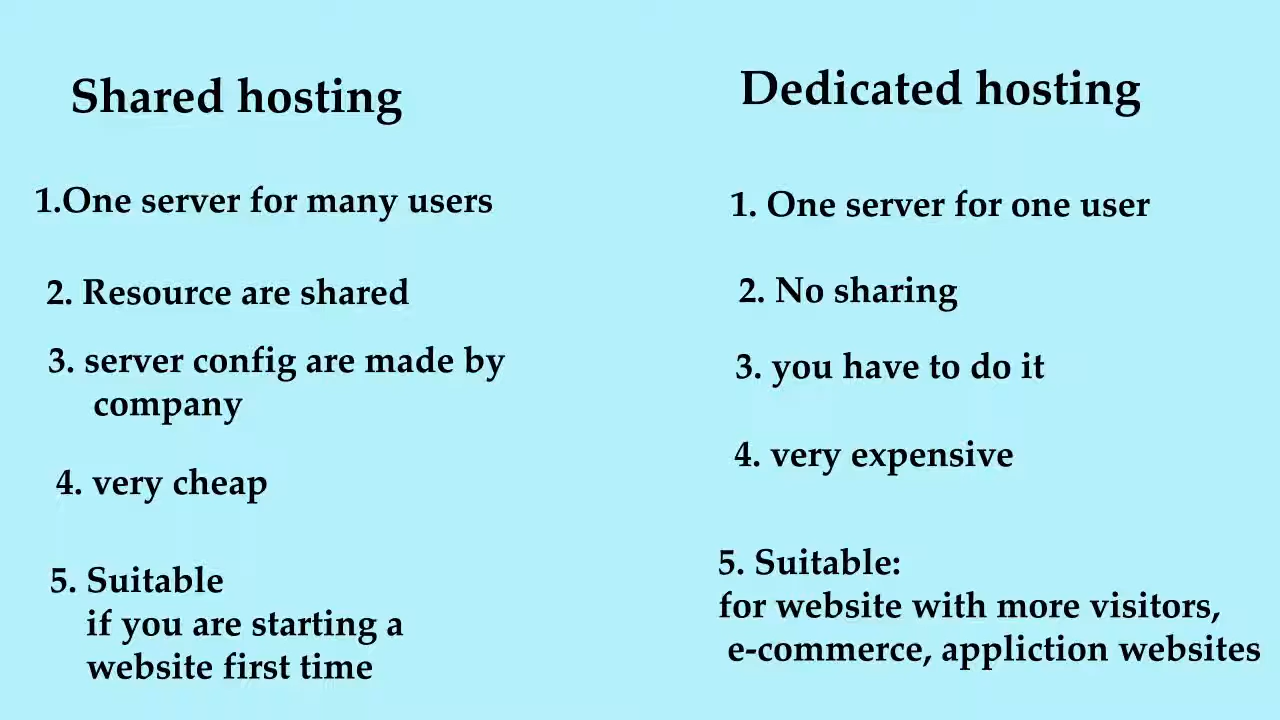 Shared hosting
1.One server for many users
2. Resource are shared
3. server config are made by
company
4. very cheap
5. Suitable
if you are starting a
website first time
Dedicated hosting
1. One server for one user
2. No sharing
3. you have to do it
4. very expensive
5. Suitable:
for website with more visitors,
e-commerce, appliction websites